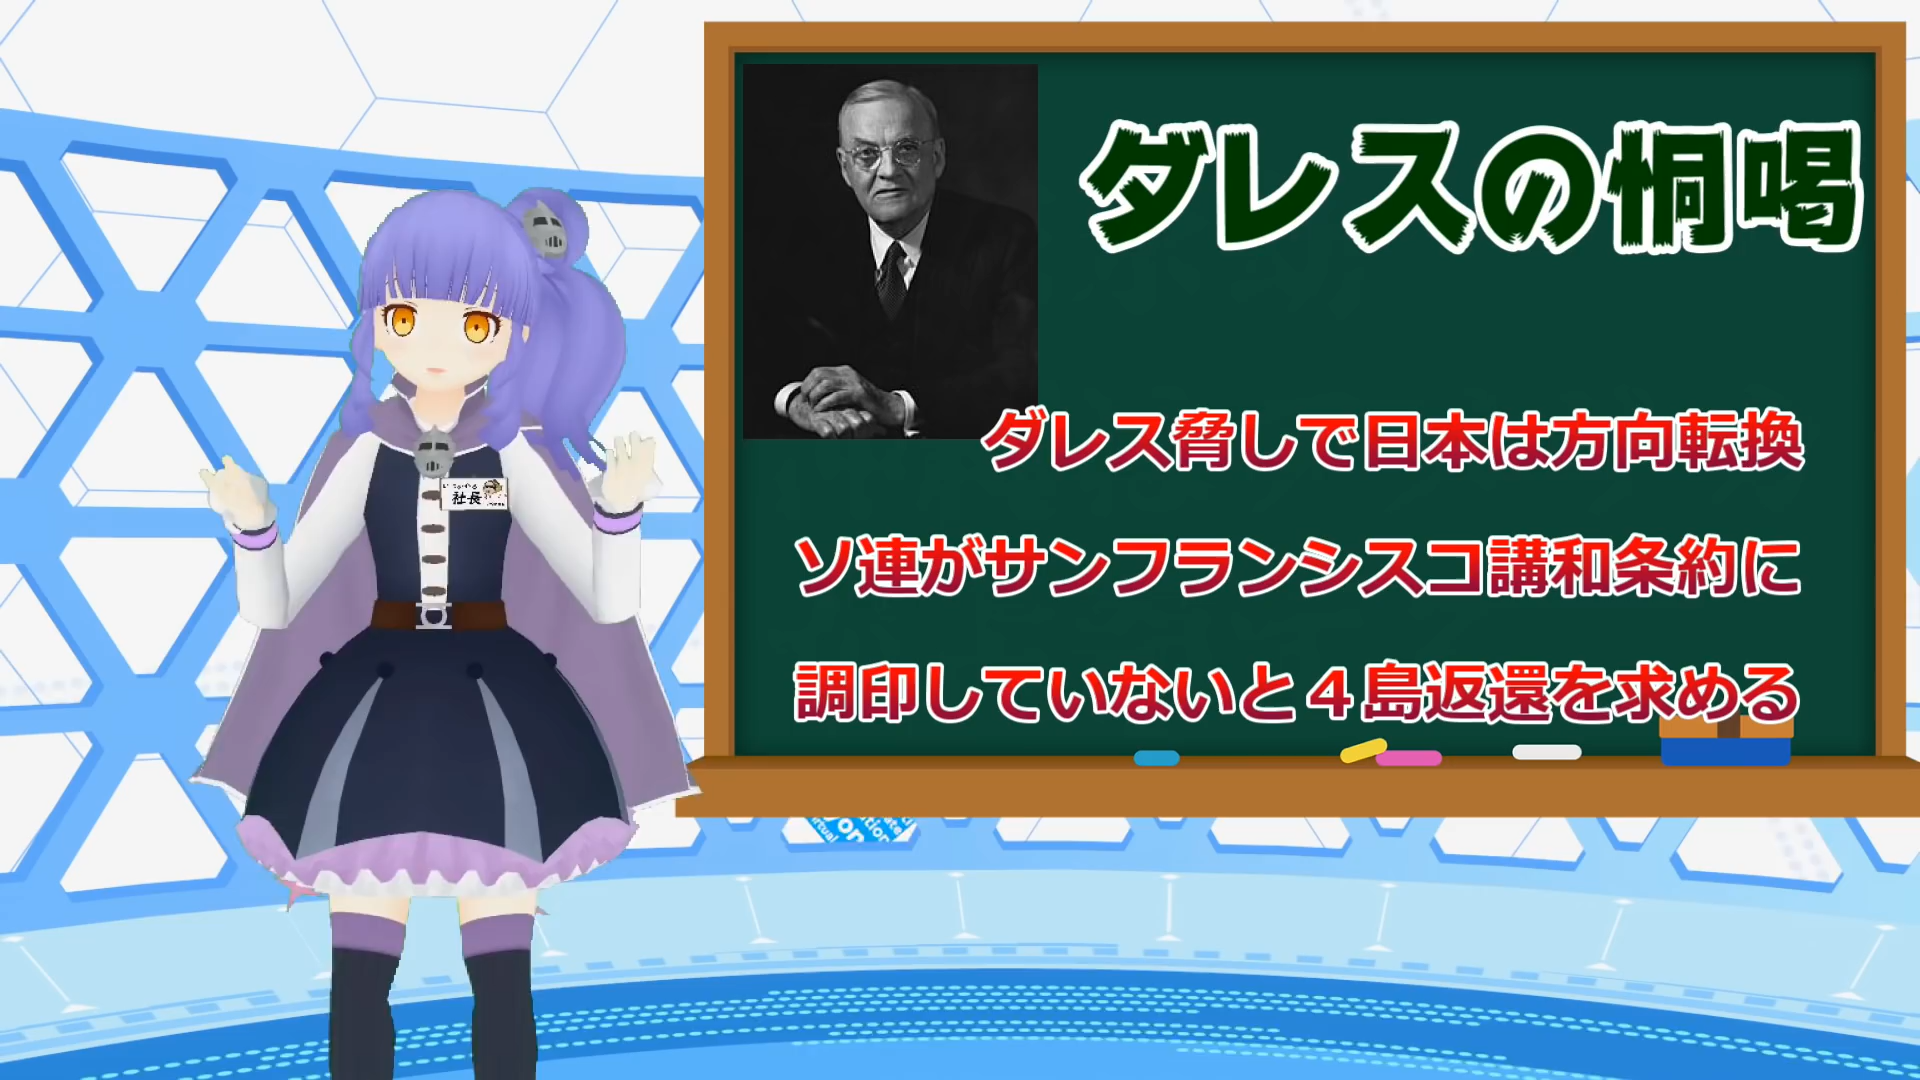 ダレスの恫喝
ダレス脅しで日本は方向転換
ソ連がサンフランシスコ講和条約に
調印していないと４島返還を求める
社長